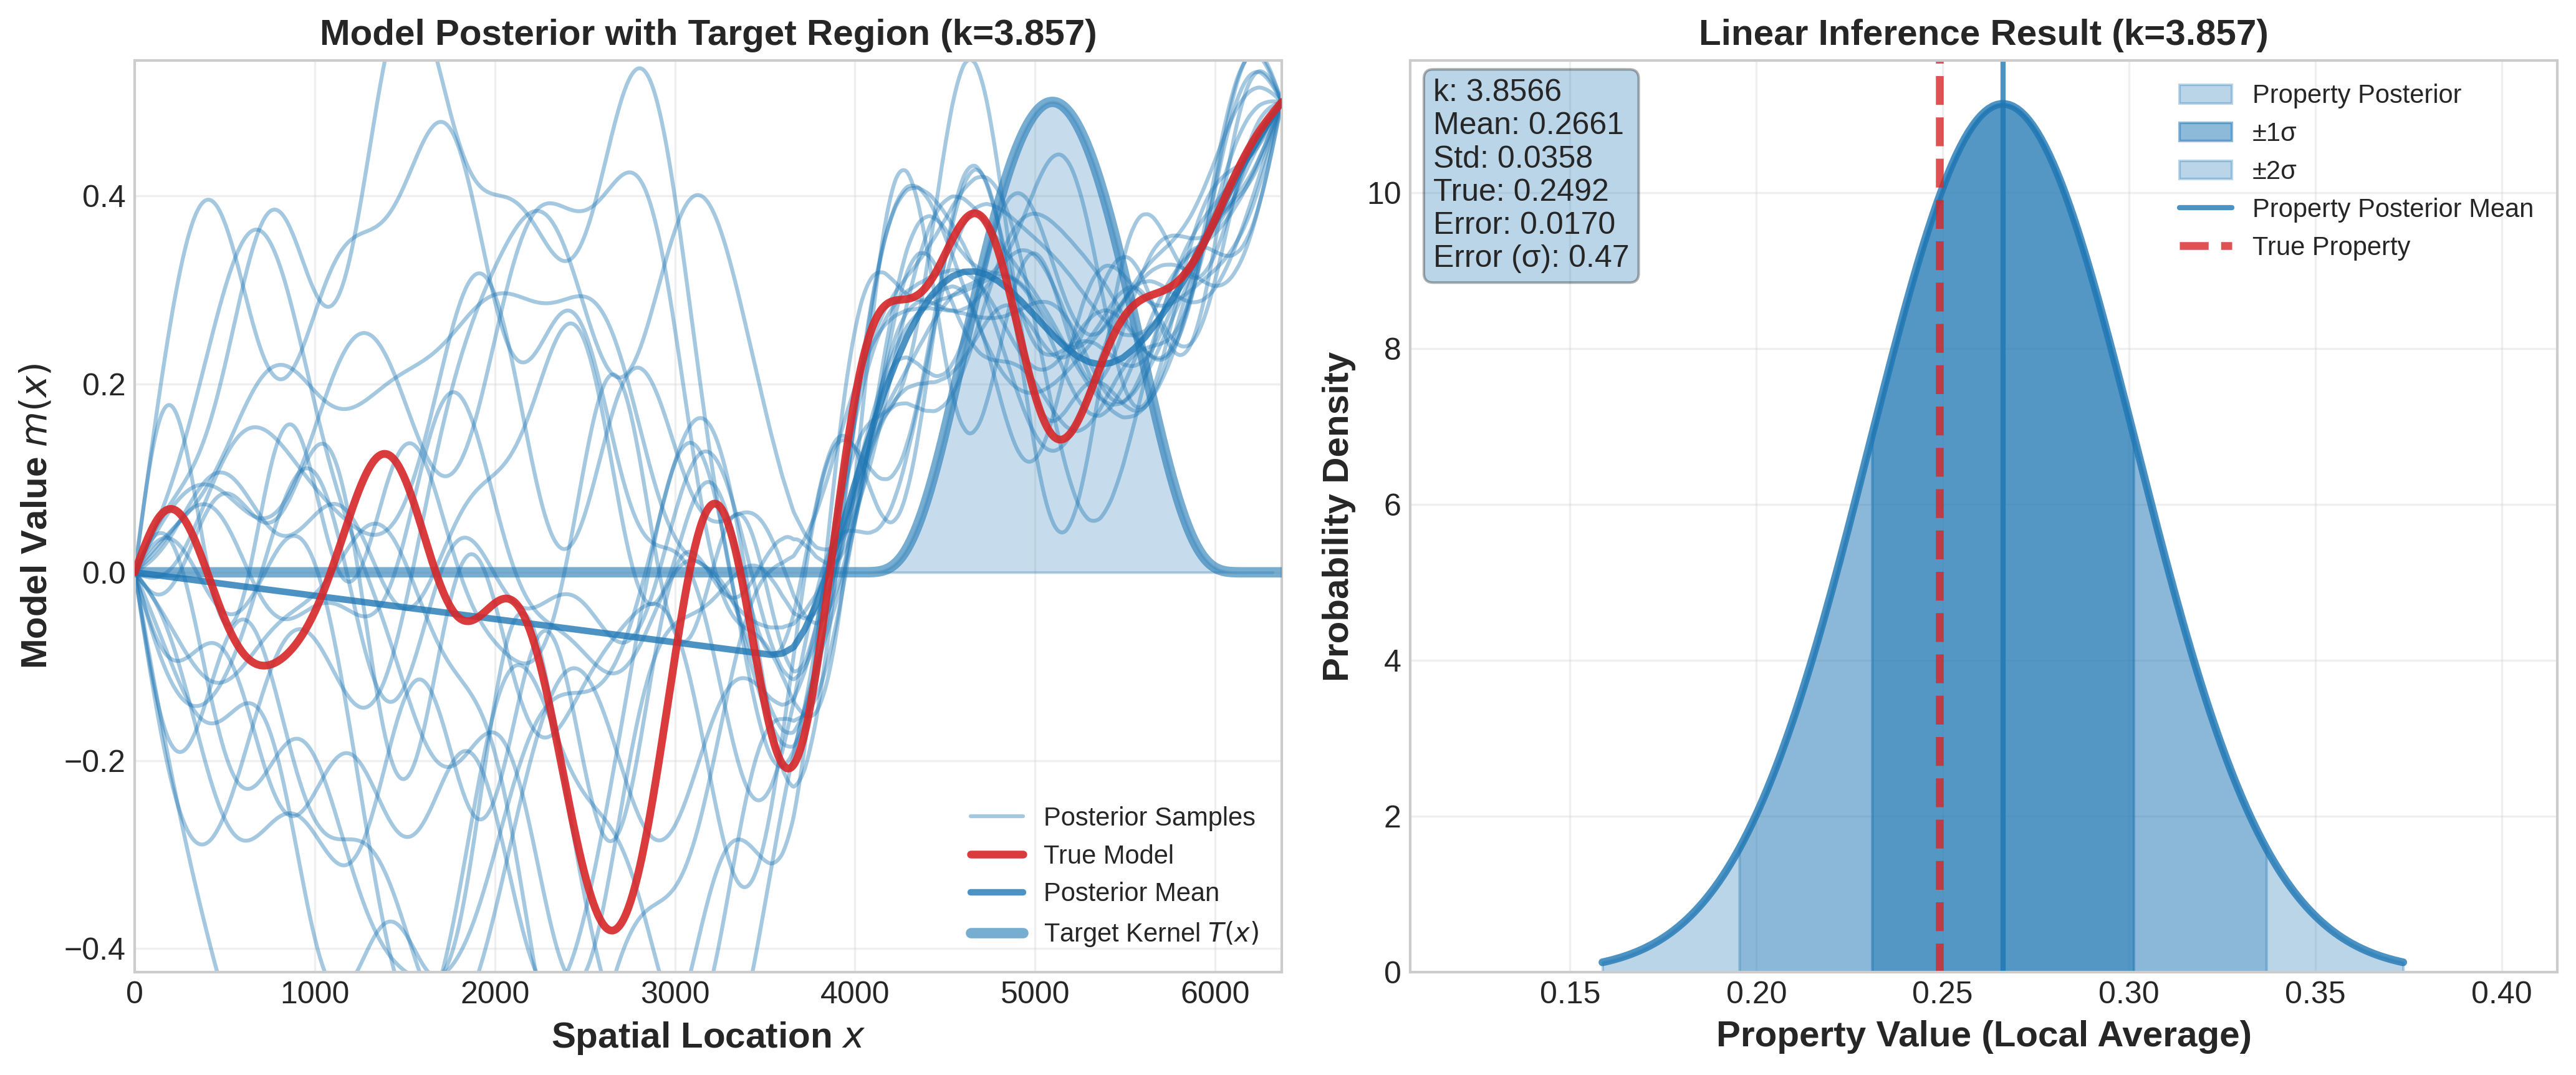 Model Posterior with Target Region (k=3.857)
Model Value m(x)
0.4
0.2
0.0
−0.2
−0.4
0 1000 2000 3000 4000 5000 6000
Spatial Location x
Posterior Samples
True Model
Posterior Mean
Target Kernel T(x)
Linear Inference Result (k=3.857)
k: 3.8566
Mean: 0.2661
Std: 0.0358
True: 0.2492
Error: 0.0170
Error (σ): 0.47
Property Posterior
±1σ
±2σ
Property Posterior Mean
True Property
Probability Density
10
8
6
4
2
0
0.15 0.20 0.25 0.30 0.35 0.40
Property Value (Local Average)